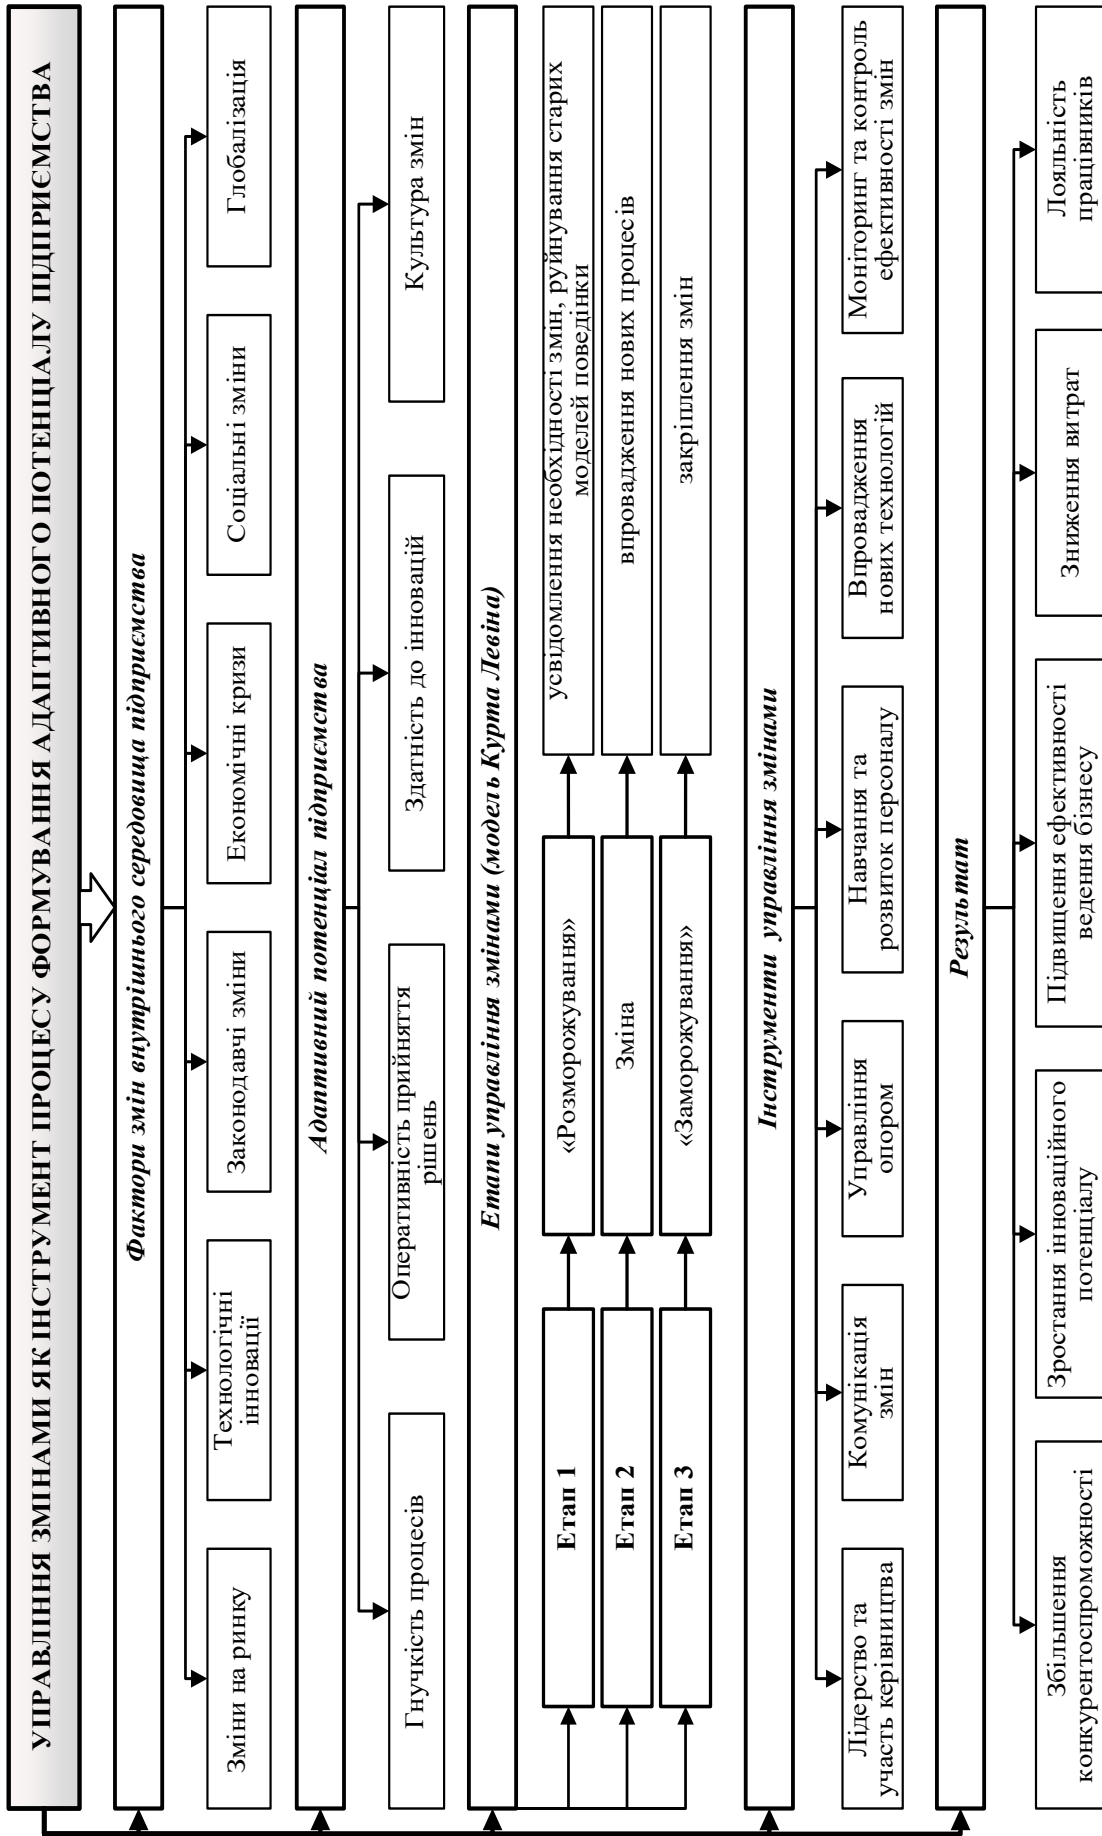 УПРАВЛІННЯ ЗМІНАМИ ЯК ІНСТРУМЕНТ ПРОЦЕСУ ФОРМУВАННЯ АДАПТИВНОГО ПОТЕНЦІАЛУ ПІДПРИЄМСТВА
Фактори змін внутрішнього середовища підприємства
Зміни на ринку
Технологічні
інновації
Законодавчі зміни
Економічні кризи
Соціальні зміни
Глобалізація
Адаптивний потенціал підприємства
Гнучкість процесів
Оперативність прийняття
рішень
Здатність до інновацій
Культура змін
Етапи управління змінами (модель Курта Левіна)
Етап 1
«Розморожування»
усвідомлення необхідності змін, руйнування старих
моделей поведінки
Етап 2
Зміна
впровадження нових процесів
Етап 3
«Заморожування»
закріплення змін
Інструменти управління змінами
Лідерство та
участь керівництва
Комунікація
змін
Управління
опором
Навчання та
розвиток персоналу
Впровадження
нових технологій
Моніторинг та контроль
ефективності змін
Результат
Збільшення
конкурентоспроможності
Зростання інноваційного
потенціалу
Підвищення ефективності
ведення бізнесу
Зниження витрат
Лояльність
працівників